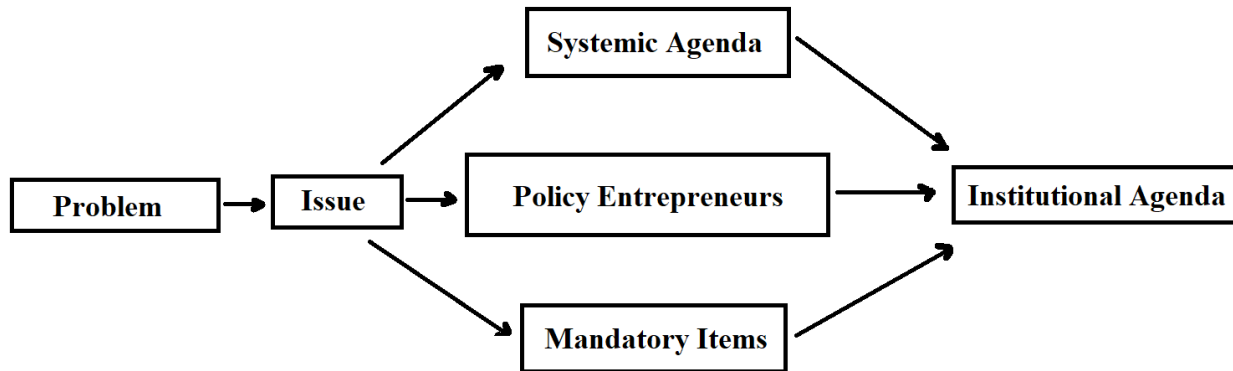 Systemic Agenda
Problem
Issue
Policy Entrepreneurs
Institutional Agenda
Mandatory Items